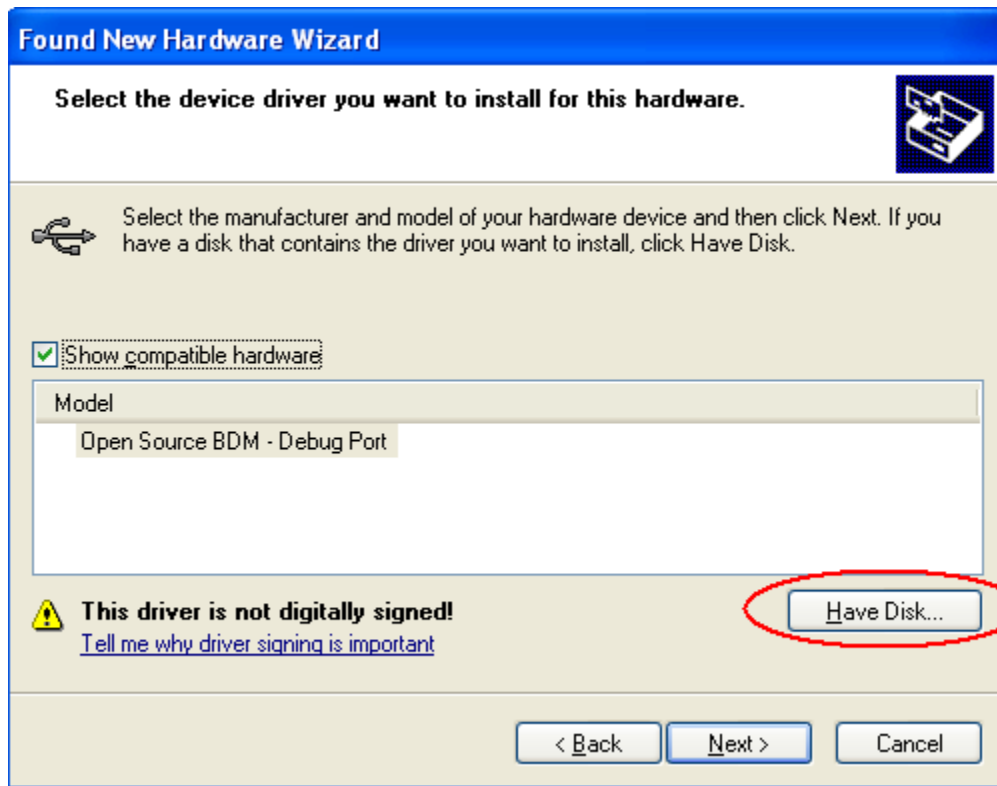 Found New Hardware Wizard
Select the device driver you want to install for this hardware.
Select the manufacturer and model of your hardware device and then click Next. If you
have a disk that contains the driver you want to install, click Have Disk.
Show compatible hardware
Model
Open Source BDM - Debug Port
This driver is not digitally signed!
Have Disk...
Tell me why driver signing is important
< Back
Next >
Cancel